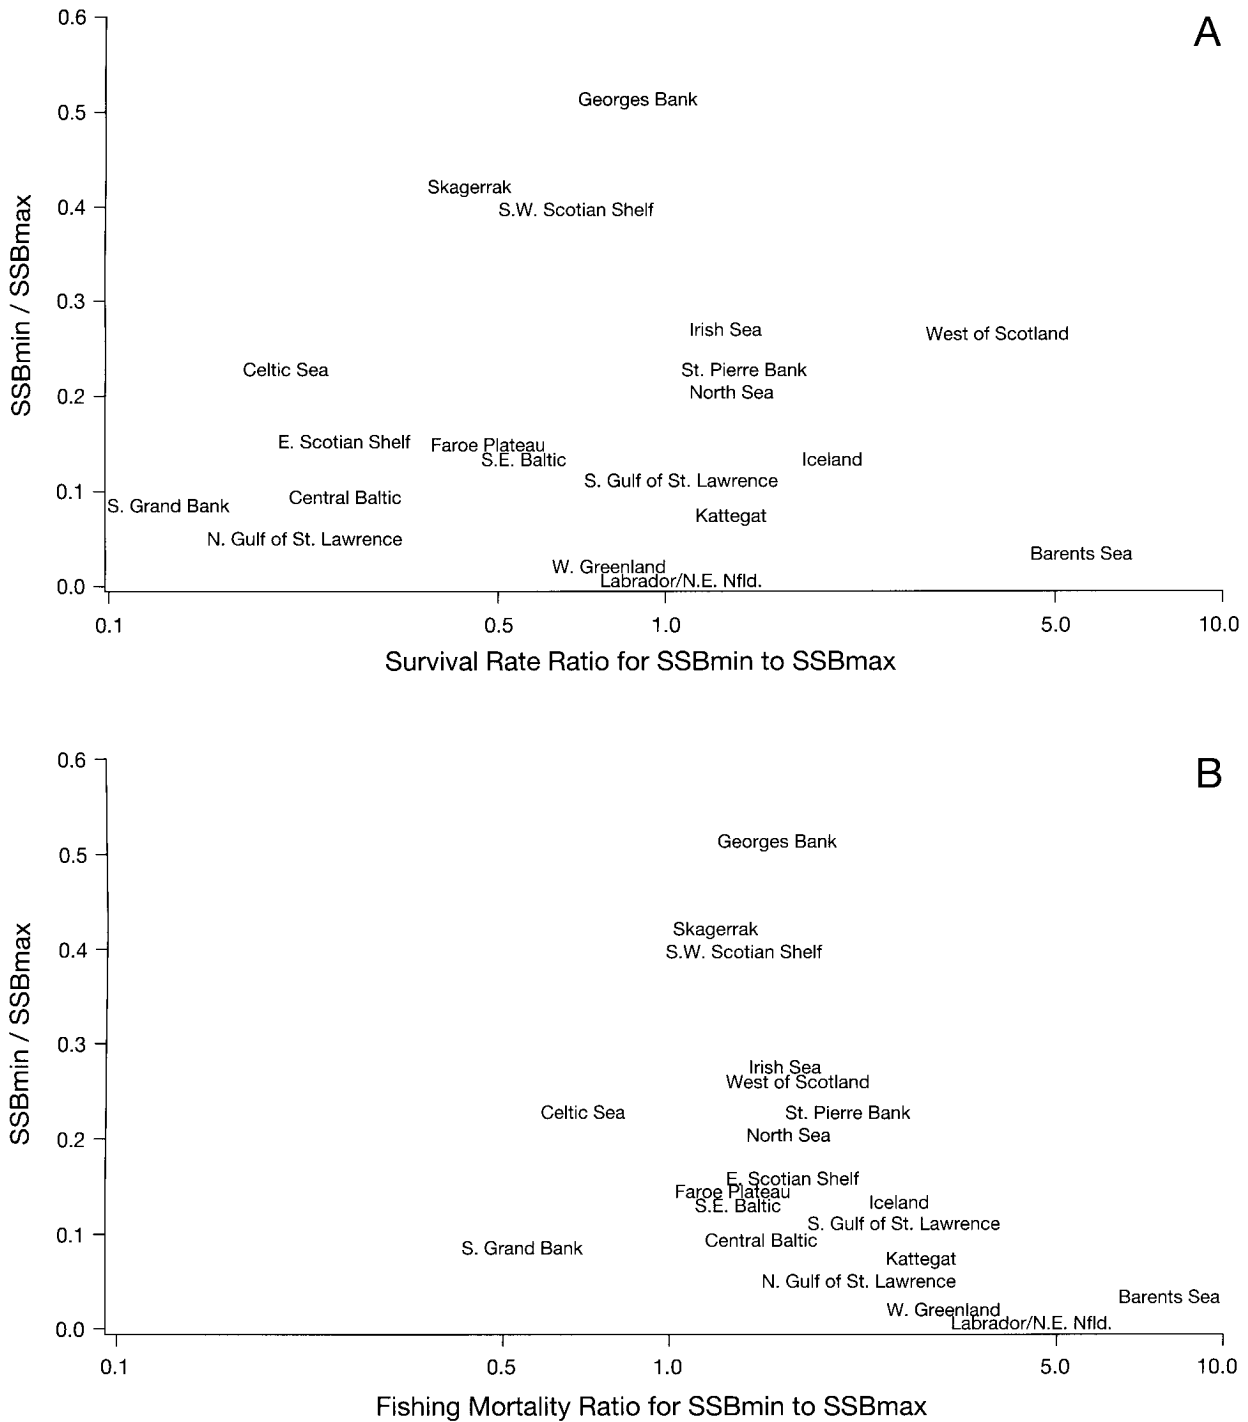 A
0.6
Georges Bank
0.5
Skagerrak
0.4
S.W. Scotian Shelf
SSBmin / SSBmax
0.3
Irish Sea
West of Scotland
Celtic Sea
St. Pierre Bank
0.2
North Sea
E. Scotian Shelf
Faroe Plateau
S.E. Baltic
Iceland
S. Gulf of St. Lawrence
0.1
Central Baltic
S. Grand Bank
Kattegat
N. Gulf of St. Lawrence
Barents Sea
W. Greenland
Labrador/N.E. Nfld.
0.0
0.1 0.5 1.0 5.0 10.0
Survival Rate Ratio for SSBmin to SSBmax
B
0.6
Georges Bank
0.5
Skagerrak
0.4
S.W. Scotian Shelf
SSBmin / SSBmax
0.3
Irish Sea
West of Scotland
Celtic Sea
St. Pierre Bank
0.2
North Sea
E. Scotian Shelf
Faroe Plateau
S.E. Baltic
Iceland
S. Gulf of St. Lawrence
0.1
Central Baltic
S. Grand Bank
Kattegat
N. Gulf of St. Lawrence
Barents Sea
W. Greenland
Labrador/N.E. Nfld.
0.0
0.1 0.5 1.0 5.0 10.0
Fishing Mortality Ratio for SSBmin to SSBmax